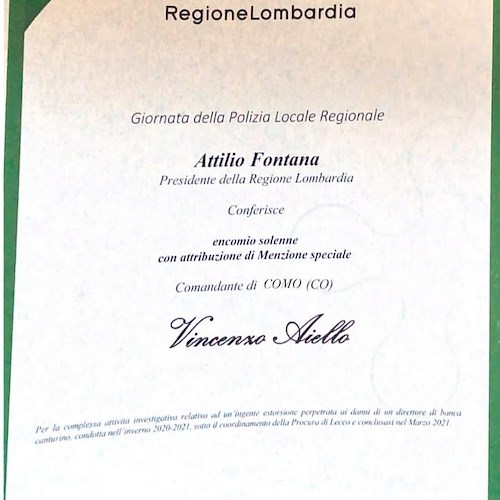 RegioneLombardia
Giornata della Polizia Locale Regionale
Attilio Fontana
Presidente della Regione Lombardia
Conferisce
encomio solenne
con attribuzione di Menzione speciale
Comandante di COMO (CO)
Vincenzo Aiello
Per la complessa attività investigativa relativa ad un'ingente estorsione perpetrata ai danni di un direttore di banca
canturino, condotta nell'inverno 2020-2021, sotto il coordinamento della Procura di Lecco e conclusasi nel Marzo 2021.